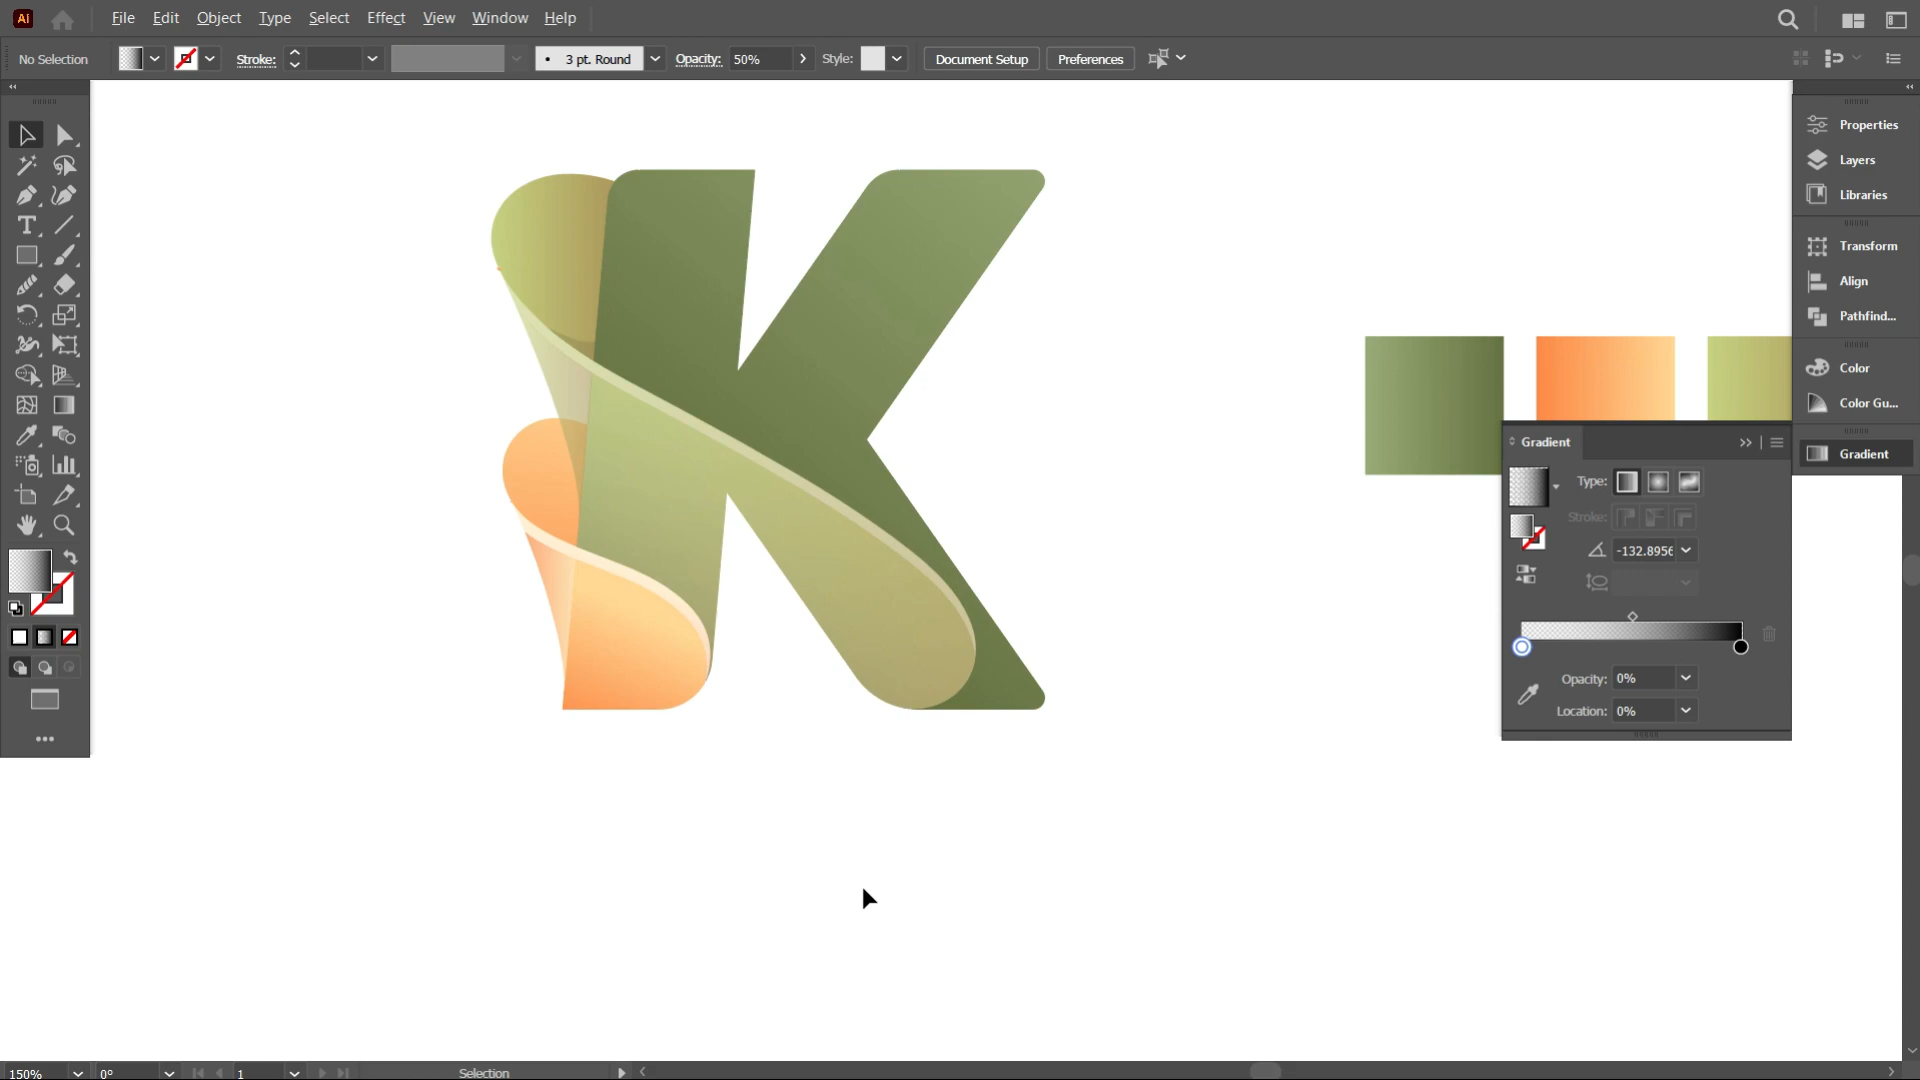 Ai
File Edit Object Type Select Effect View Window Help
No Selection Stroke: 3 pt. Round Opacity: 50% Style: Document Setup Preferences
Properties
Layers
Libraries
Transform
Align
Pathfind...
Color
Color Gu...
Gradient
K
Gradient
Type:
Stroke:
-132.8956
Opacity: 0%
Location: 0%
150% 0° 1 Selection